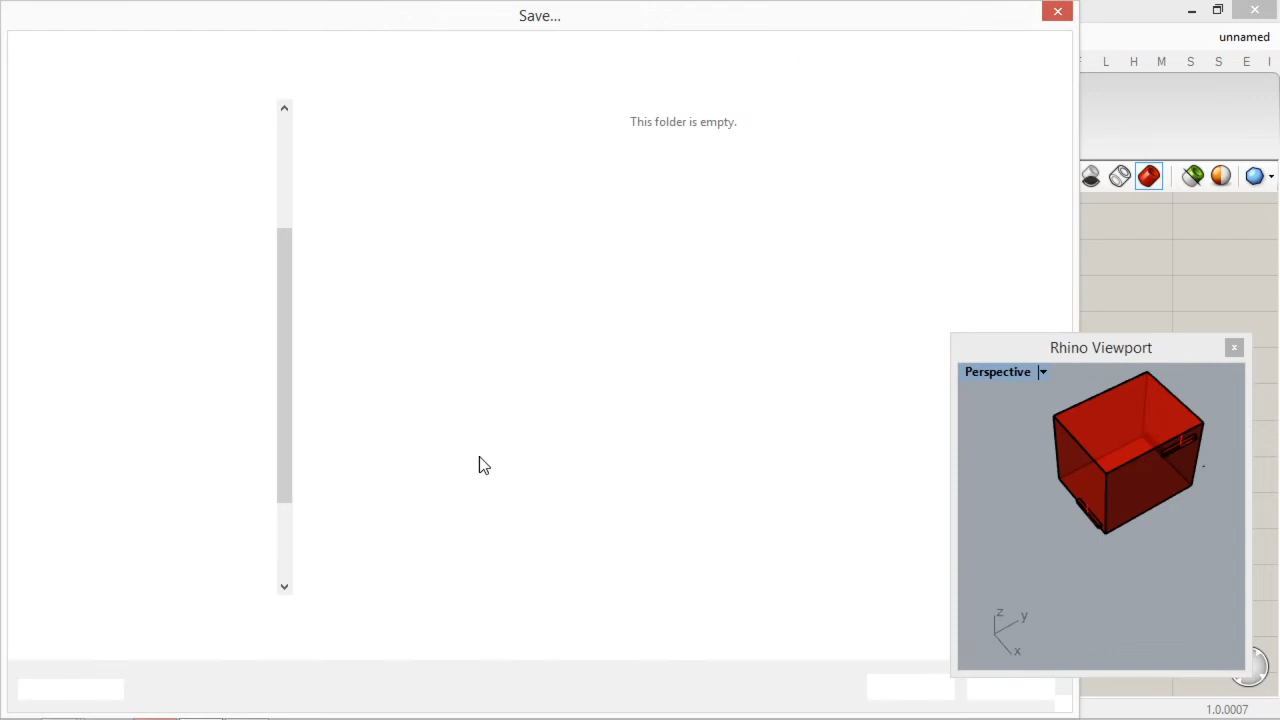 Save...
unnamed
L H M S S E I
This folder is empty.
Rhino Viewport
Perspective
z
y
x
1.0.0007